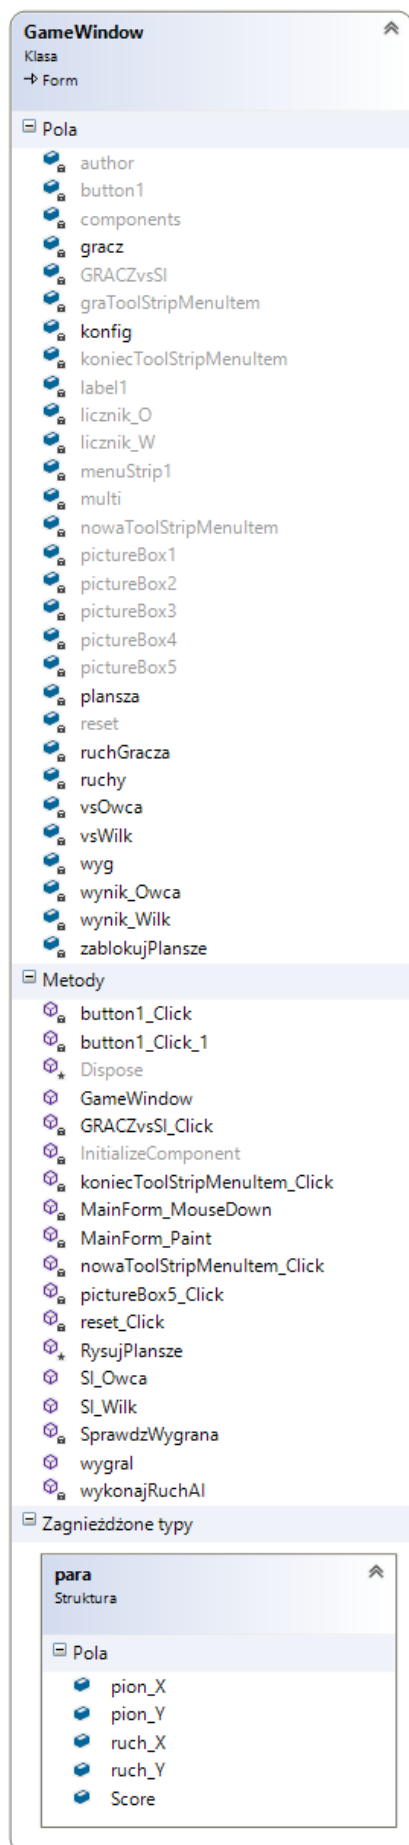 GameWindow
Klasa
Form
Pola
author
button1
components
gracz
GRACZvsSI
graToolStripMenuItem
konfig
koniecToolStripMenuItem
label1
licznik_O
licznik_W
menuStrip1
multi
nowaToolStripMenuItem
pictureBox1
pictureBox2
pictureBox3
pictureBox4
pictureBox5
plansza
reset
ruchGracza
ruchy
vsOwca
vsWilk
wyg
wynik_Owca
wynik_Wilk
zablokujPlansze
Metody
button1_Click
button1_Click_1
Dispose
GameWindow
GRACZvsSI_Click
InitializeComponent
koniecToolStripMenuItem_Click
MainForm_MouseDown
MainForm_Paint
nowaToolStripMenuItem_Click
pictureBox5_Click
reset_Click
RysujPlansze
SI_Owca
SI_Wilk
SprawdzWygrana
wygral
wykonajRuchAI
Zagnieżdżone typy
para
Struktura
Pola
pion_X
pion_Y
ruch_X
ruch_Y
Score